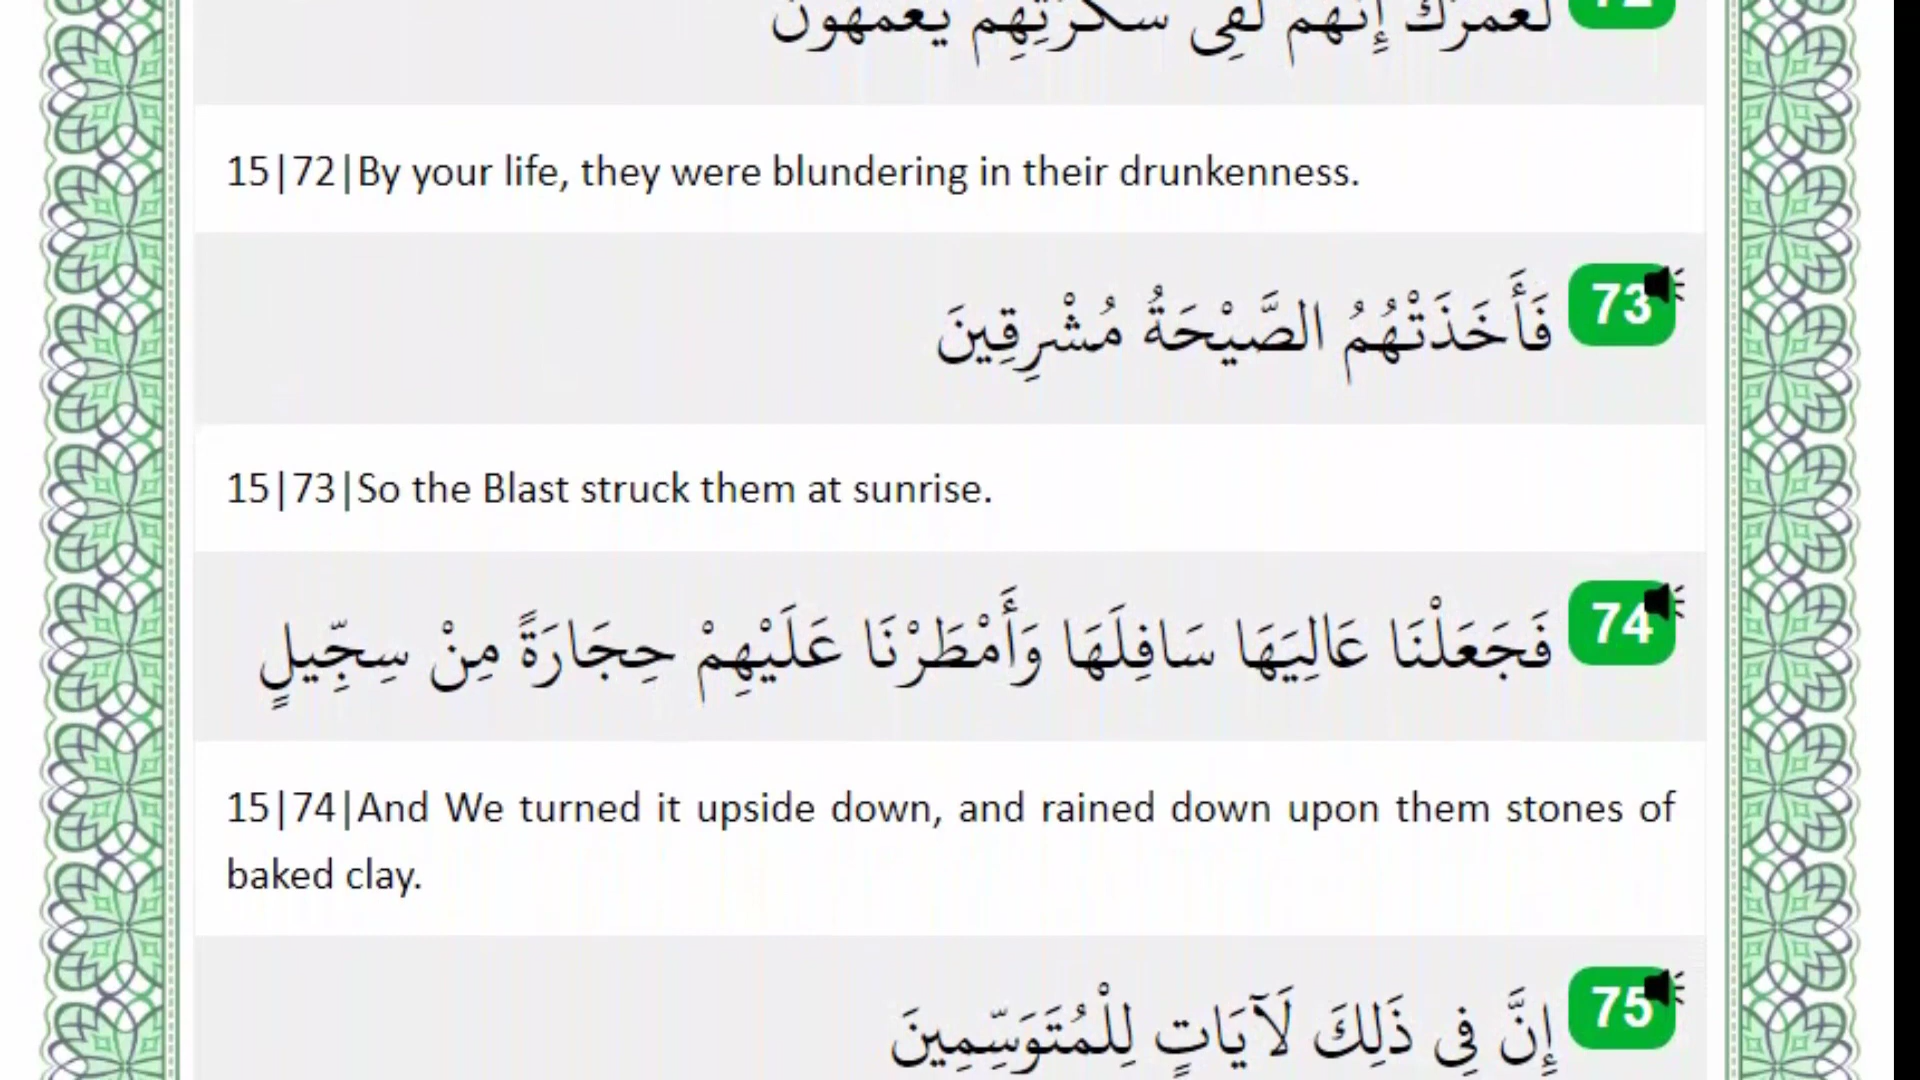 لَعَمْرُكَ إِنَّهُمْ لَفِى سَكْرَتِهِمْ يَعْمَهُونَ 72
15|72|By your life, they were blundering in their drunkenness.
73 فَأَخَذَتْهُمُ الصَّيْحَةُ مُشْرِقِينَ
15|73|So the Blast struck them at sunrise.
74 فَجَعَلْنَا عَالِيَهَا سَافِلَهَا وَأَمْطَرْنَا عَلَيْهِمْ حِجَارَةً مِنْ سِجِّيلٍ
15|74|And We turned it upside down, and rained down upon them stones of
baked clay.
75 إِنَّ فِى ذَلِكَ لَآيَاتٍ لِلْمُتَوَسِّمِينَ